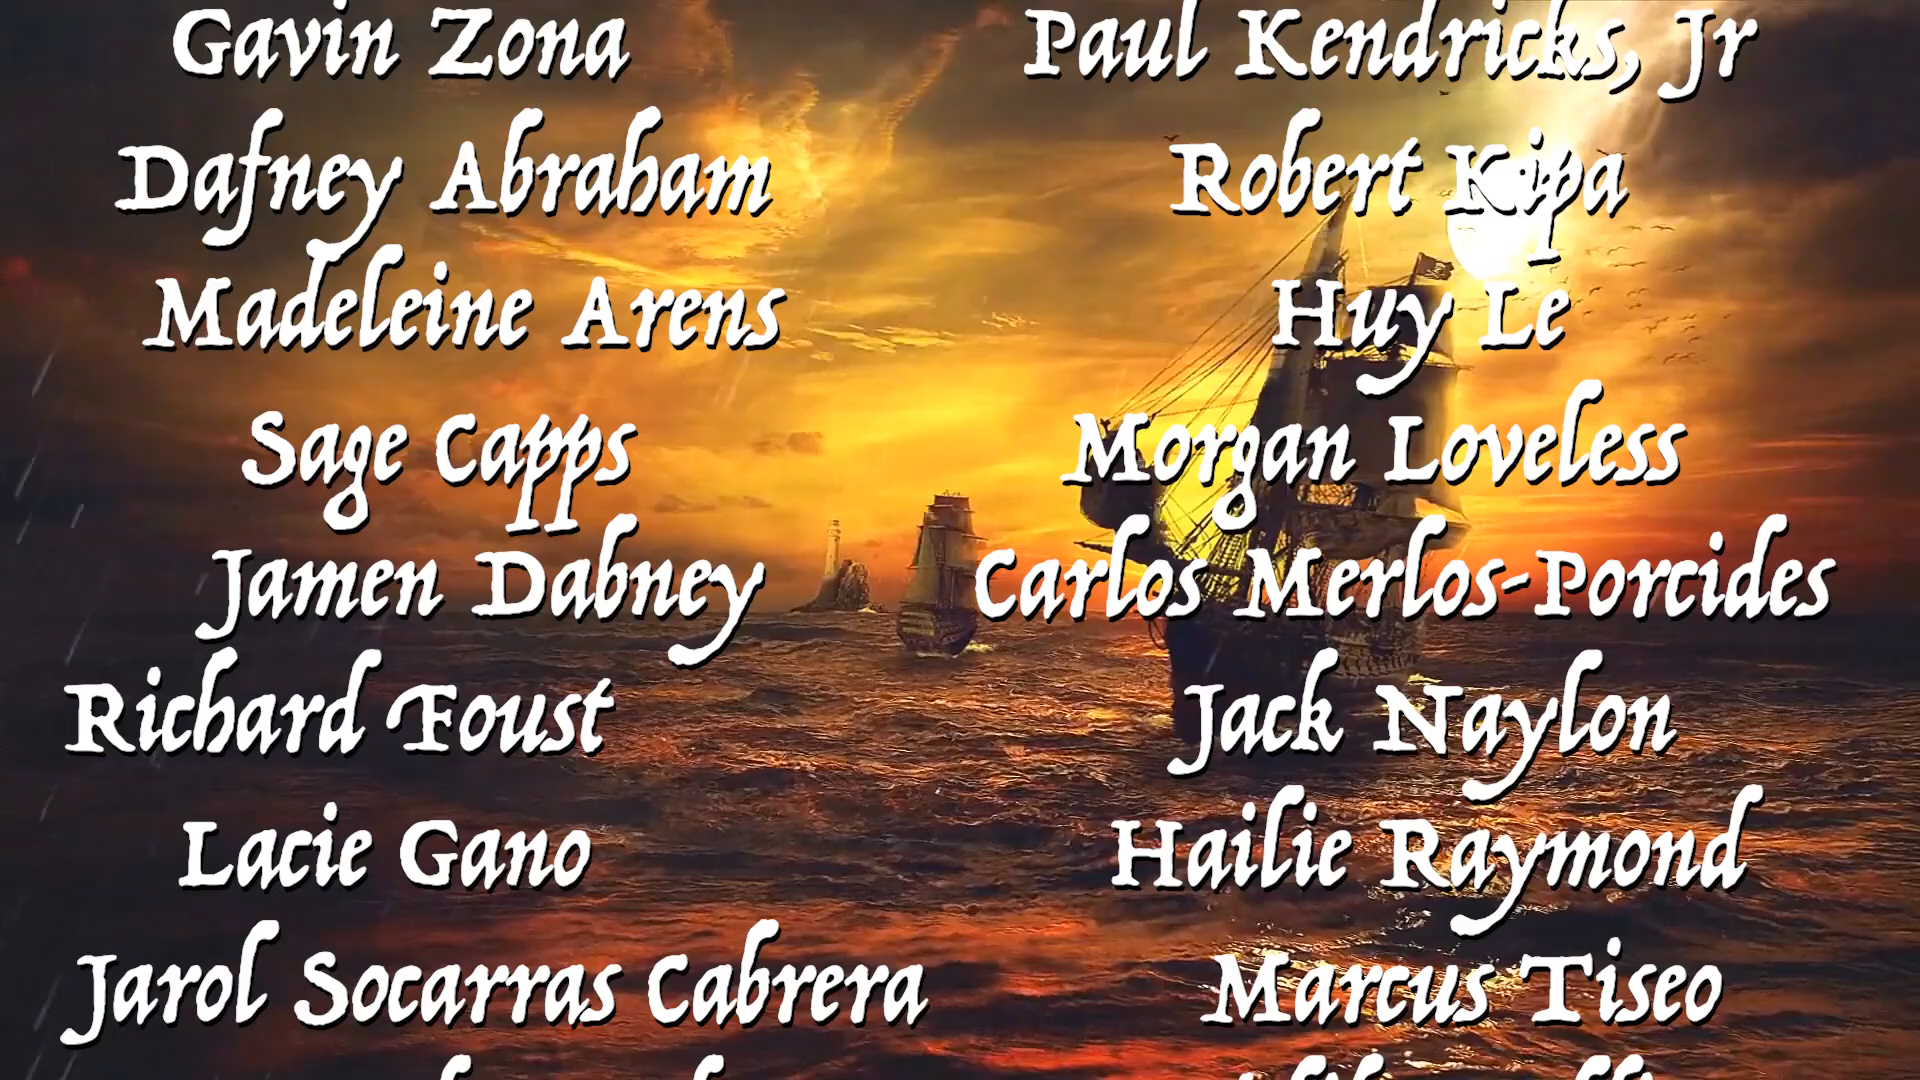 Gavin Zona
Paul Kendricks, Jr
Dafney Abraham
Robert Kipa
Madeleine Arens
Huy Le
Sage Capps
Morgan Loveless
Jamen Dabney
Carlos Merlos-Porcides
Richard Foust
Jack Naylon
Lacie Gano
Hailie Raymond
Jarol Socarras Cabrera
Marcus Tiseo